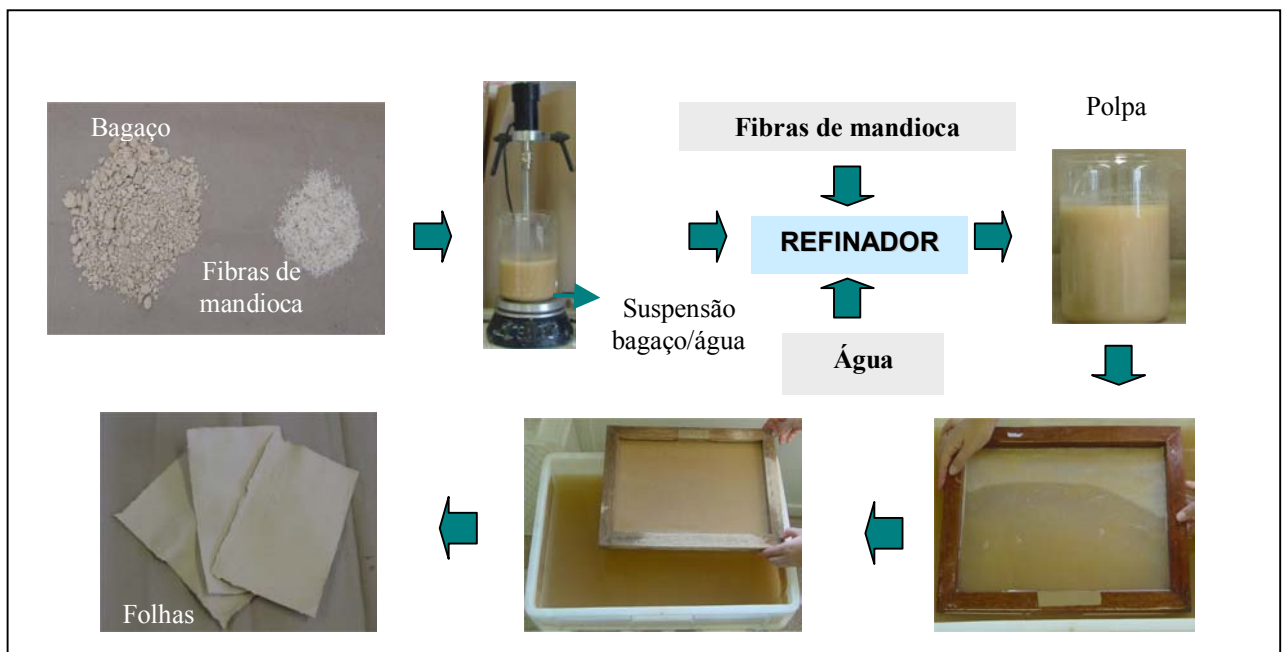 Bagaço
Fibras de
mandioca
Suspensão
bagaço/água
Fibras de mandioca
REFINADOR
Água
Polpa
Folhas